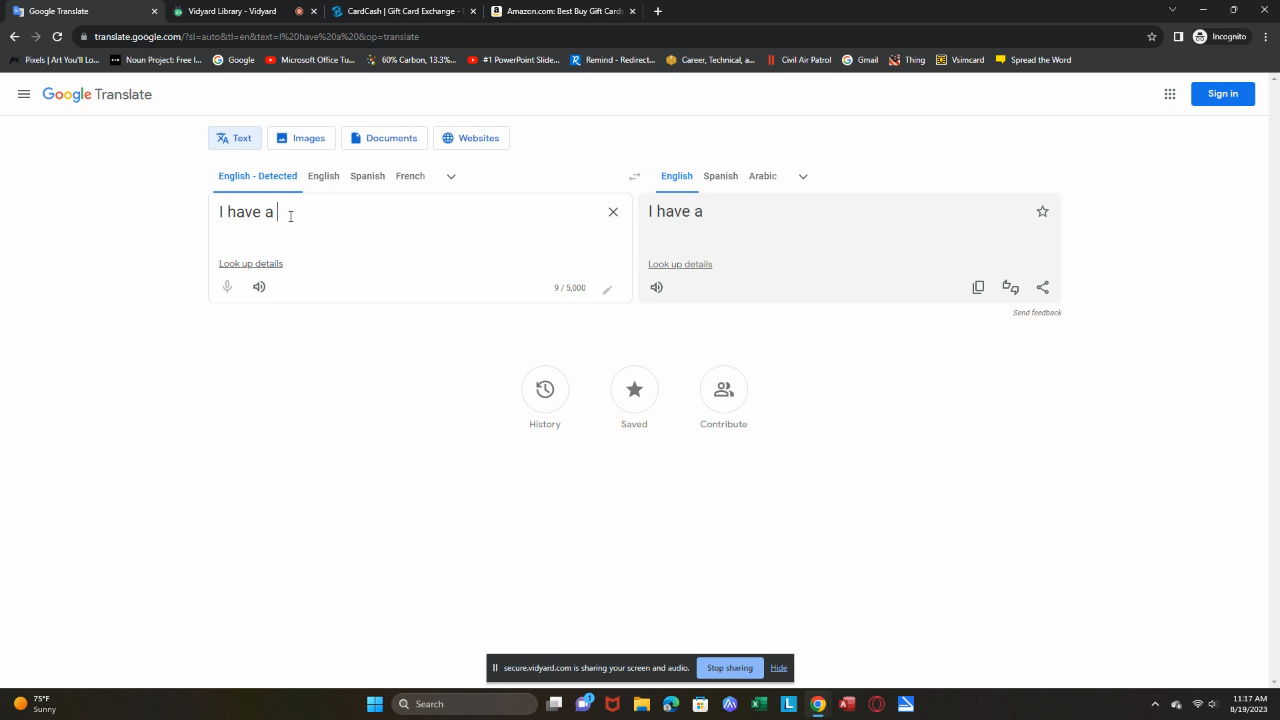 Google Translate
Vidyard Library - Vidyard
CardCash | Gift Card Exchange -
Amazon.com: Best Buy Gift Cards
translate.google.com/?sl=auto&tl=en&text=I%20have%20a%20&op=translate
Incognito
Pixels | Art You'll Lo...
Noun Project: Free I...
Google
Microsoft Office Tu...
60% Carbon, 13.3%...
#1 PowerPoint Slide...
Remind - Redirect...
Career, Technical, a...
Civil Air Patrol
Gmail
Thing
Vsimcard
Spread the Word
Google Translate
Sign in
Text
Images
Documents
Websites
English - Detected
English
Spanish
French
English
Spanish
Arabic
I have a
I have a
Look up details
Look up details
9 / 5,000
Send feedback
History
Saved
Contribute
secure.vidyard.com is sharing your screen and audio.
Stop sharing
Hide
75°F
Sunny
Search
1
11:17 AM
8/19/2023